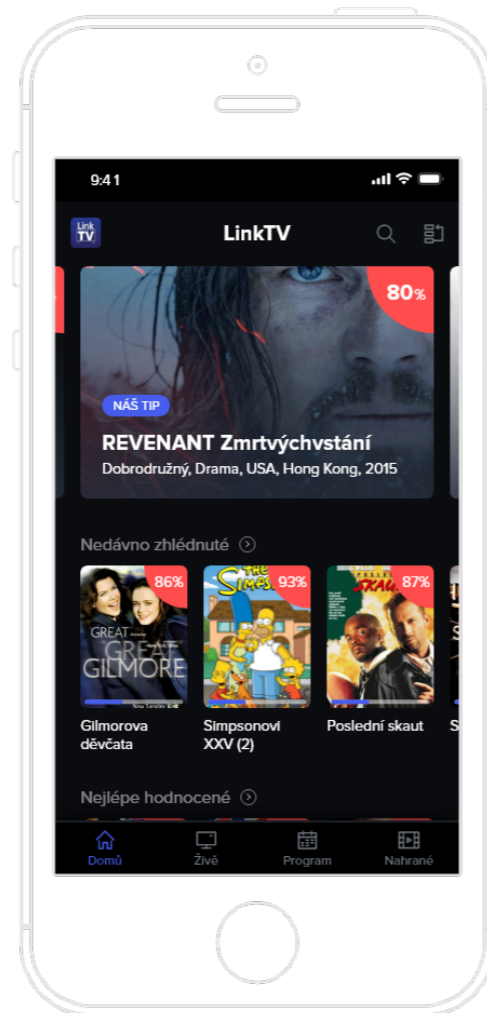 9:41
Link
TV
LinkTV
80%
NÁŠ TIP
REVENANT Zmrtvýchvstání
Dobrodružný, Drama, USA, Hong Kong, 2015
Nedávno zhlédnuté
86%
93%
87%
THE
GREAT
GILMORE
Gilmorova
děvčata
Simpsonovi
XXV (2)
Poslední skaut
S
Nejlépe hodnocené
Domů
Živě
Program
Nahrané